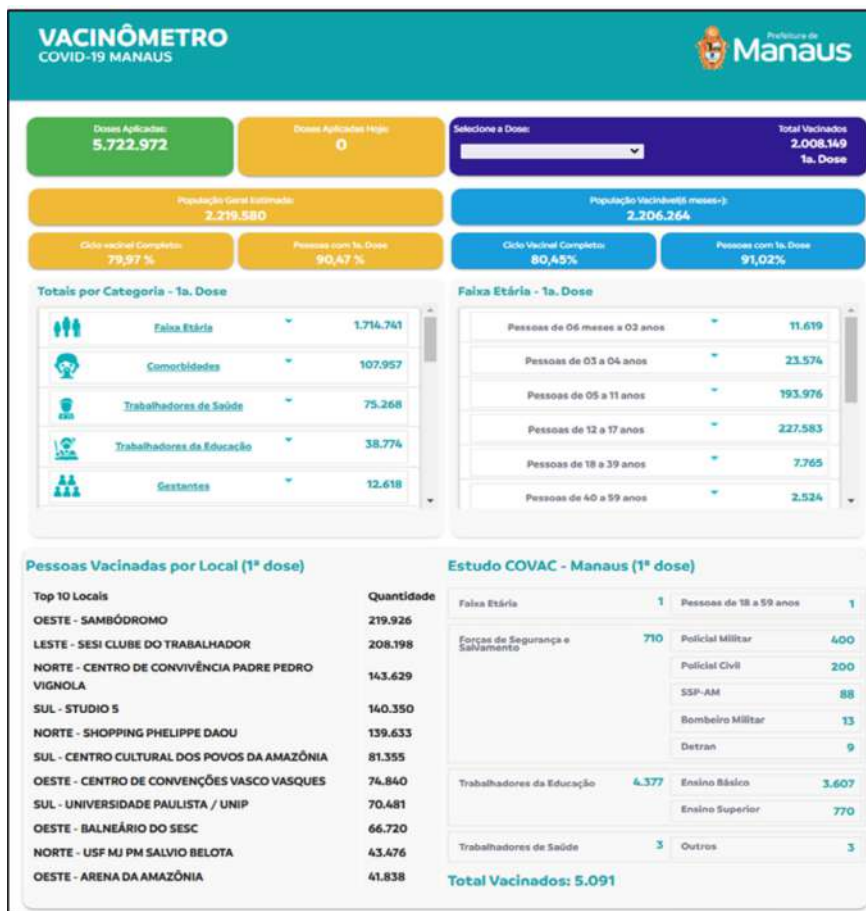 VACINÔMETRO
COVID-19 MANAUS
Prefeitura de
Manaus
Doses Aplicadas:
5.722.972
Doses Aplicadas Hoje:
0
Selecione a Dose:
Total Vacinados
2.008.149
1a. Dose
População Geral Estimada:
2.219.580
População Vacinável(6 meses+):
2.206.264
Ciclo vacinal Completo:
79,97 %
Pessoas com 1a. Dose
90,47 %
Ciclo Vacinal Completo:
80,45%
Pessoas com 1a. Dose
91,02%
Totais por Categoria - 1a. Dose
Faixa Etária 1.714.741
Comorbidades 107.957
Trabalhadores de Saúde 75.268
Trabalhadores da Educação 38.774
Gestantes 12.618
Faixa Etária - 1a. Dose
Pessoas de 06 meses a 02 anos 11.619
Pessoas de 03 a 04 anos 23.574
Pessoas de 05 a 11 anos 193.976
Pessoas de 12 a 17 anos 227.583
Pessoas de 18 a 39 anos 7.765
Pessoas de 40 a 59 anos 2.524
Pessoas Vacinadas por Local (1ª dose)
Top 10 Locais Quantidade
OESTE - SAMBÓDROMO 219.926
LESTE - SESI CLUBE DO TRABALHADOR 208.198
NORTE - CENTRO DE CONVIVÊNCIA PADRE PEDRO
VIGNOLA 143.629
SUL - STUDIO 5 140.350
NORTE - SHOPPING PHELIPPE DAOU 139.633
SUL - CENTRO CULTURAL DOS POVOS DA AMAZÔNIA 81.355
OESTE - CENTRO DE CONVENÇÕES VASCO VASQUES 74.840
SUL - UNIVERSIDADE PAULISTA / UNIP 70.481
OESTE - BALNEÁRIO DO SESC 66.720
NORTE - USF MJ PM SALVIO BELOTA 43.476
OESTE - ARENA DA AMAZÔNIA 41.838
Estudo COVAC - Manaus (1ª dose)
Faixa Etária 1 Pessoas de 18 a 59 anos 1
Forças de Segurança e
Salvamento 710 Policial Militar 400
Policial Civil 200
SSP-AM 88
Bombeiro Militar 13
Detran 9
Trabalhadores da Educação 4.377 Ensino Básico 3.607
Ensino Superior 770
Trabalhadores de Saúde 3 Outros 3
Total Vacinados: 5.091